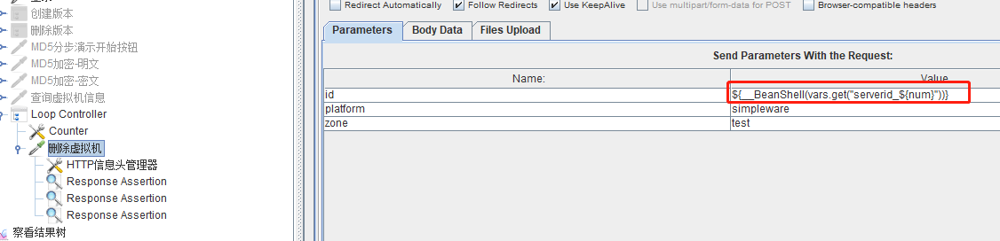 创建版本
删除版本
MD5分步演示开始按钮
MD5加密-明文
MD5加密-密文
查询虚拟机信息
Loop Controller
Counter
删除虚拟机
HTTP信息头管理器
Response Assertion
Response Assertion
Response Assertion
察看结果树
Redirect Automatically Follow Redirects Use KeepAlive Use multipart/form-data for POST Browser-compatible headers
Parameters Body Data Files Upload
Send Parameters With the Request:
Name: Value
id ${__BeanShell(vars.get("serverid_${num}"))}
platform simpleware
zone test